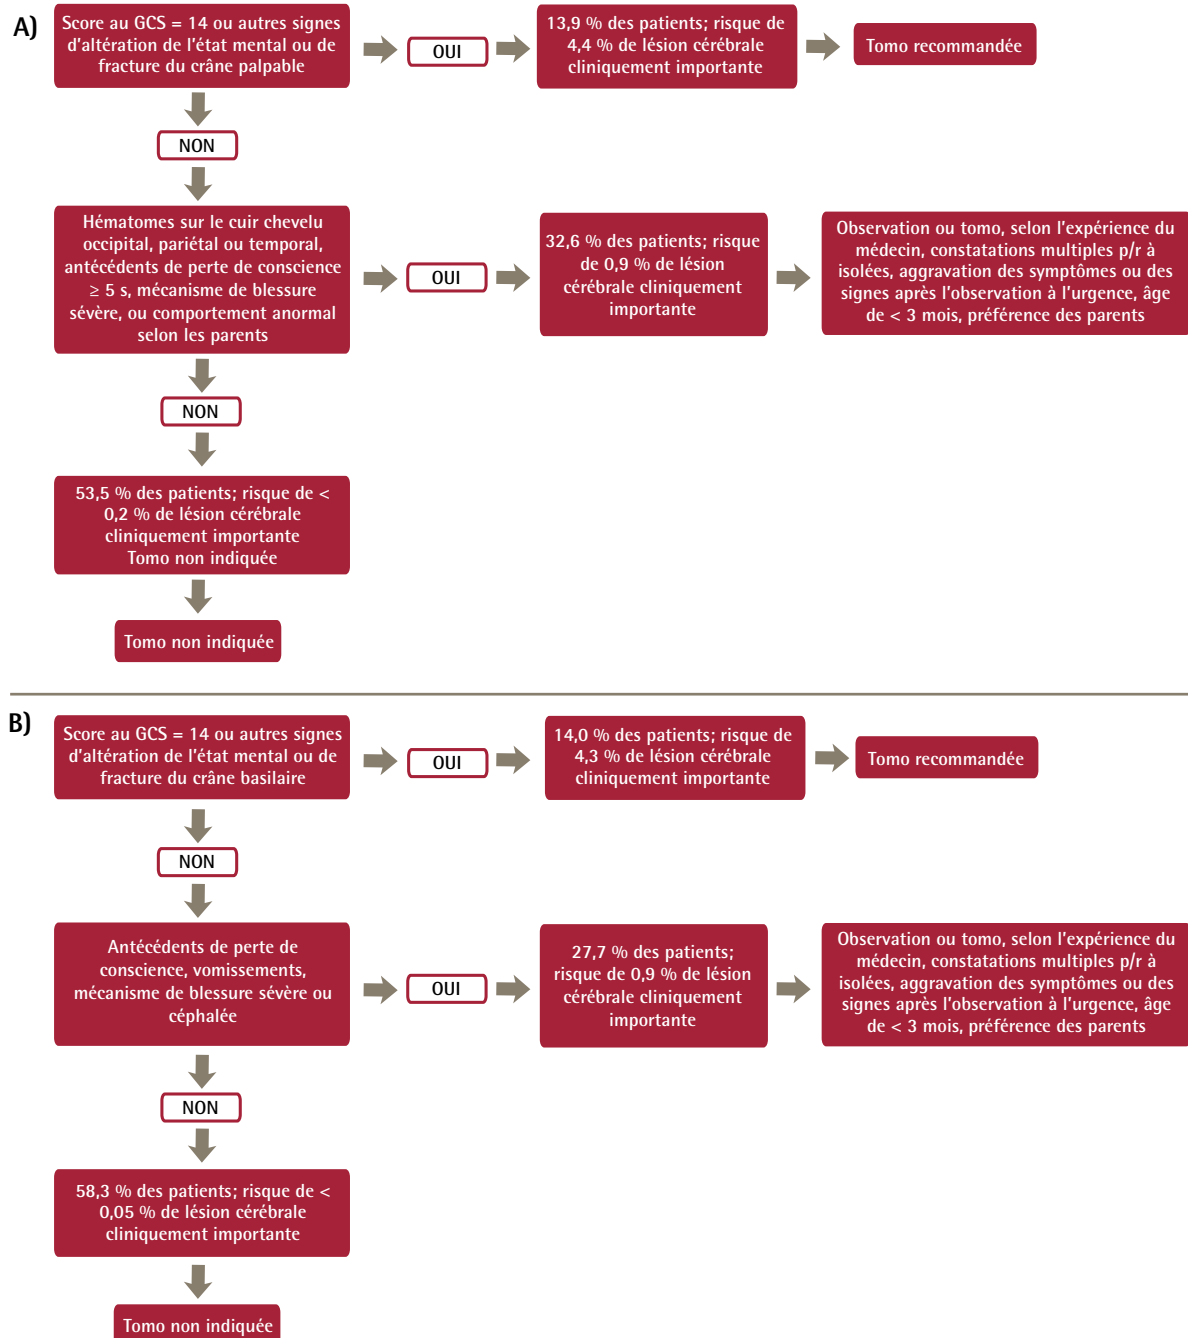 A)
Score au GCS = 14 ou autres signes
d'altération de l'état mental ou de
fracture du crâne palpable
OUI
13,9 % des patients; risque de
4,4 % de lésion cérébrale
cliniquement importante
Tomo recommandée
NON
Hématomes sur le cuir chevelu
occipital, pariétal ou temporal,
antécédents de perte de conscience
≥ 5 s, mécanisme de blessure
sévère, ou comportement anormal
selon les parents
OUI
32,6 % des patients; risque
de 0,9 % de lésion
cérébrale cliniquement
importante
Observation ou tomo, selon l'expérience du
médecin, constatations multiples p/r à
isolées, aggravation des symptômes ou des
signes après l'observation à l'urgence, âge
de < 3 mois, préférence des parents
NON
53,5 % des patients; risque de <
0,2 % de lésion cérébrale
cliniquement importante
Tomo non indiquée
Tomo non indiquée
B)
Score au GCS = 14 ou autres signes
d'altération de l'état mental ou de
fracture du crâne basilaire
OUI
14,0 % des patients; risque de
4,3 % de lésion cérébrale
cliniquement importante
Tomo recommandée
NON
Antécédents de perte de
conscience, vomissements,
mécanisme de blessure sévère ou
céphalée
OUI
27,7 % des patients;
risque de 0,9 % de lésion
cérébrale cliniquement
importante
Observation ou tomo, selon l'expérience du
médecin, constatations multiples p/r à
isolées, aggravation des symptômes ou des
signes après l'observation à l'urgence, âge
de < 3 mois, préférence des parents
NON
58,3 % des patients; risque de <
0,05 % de lésion cérébrale
cliniquement importante
Tomo non indiquée